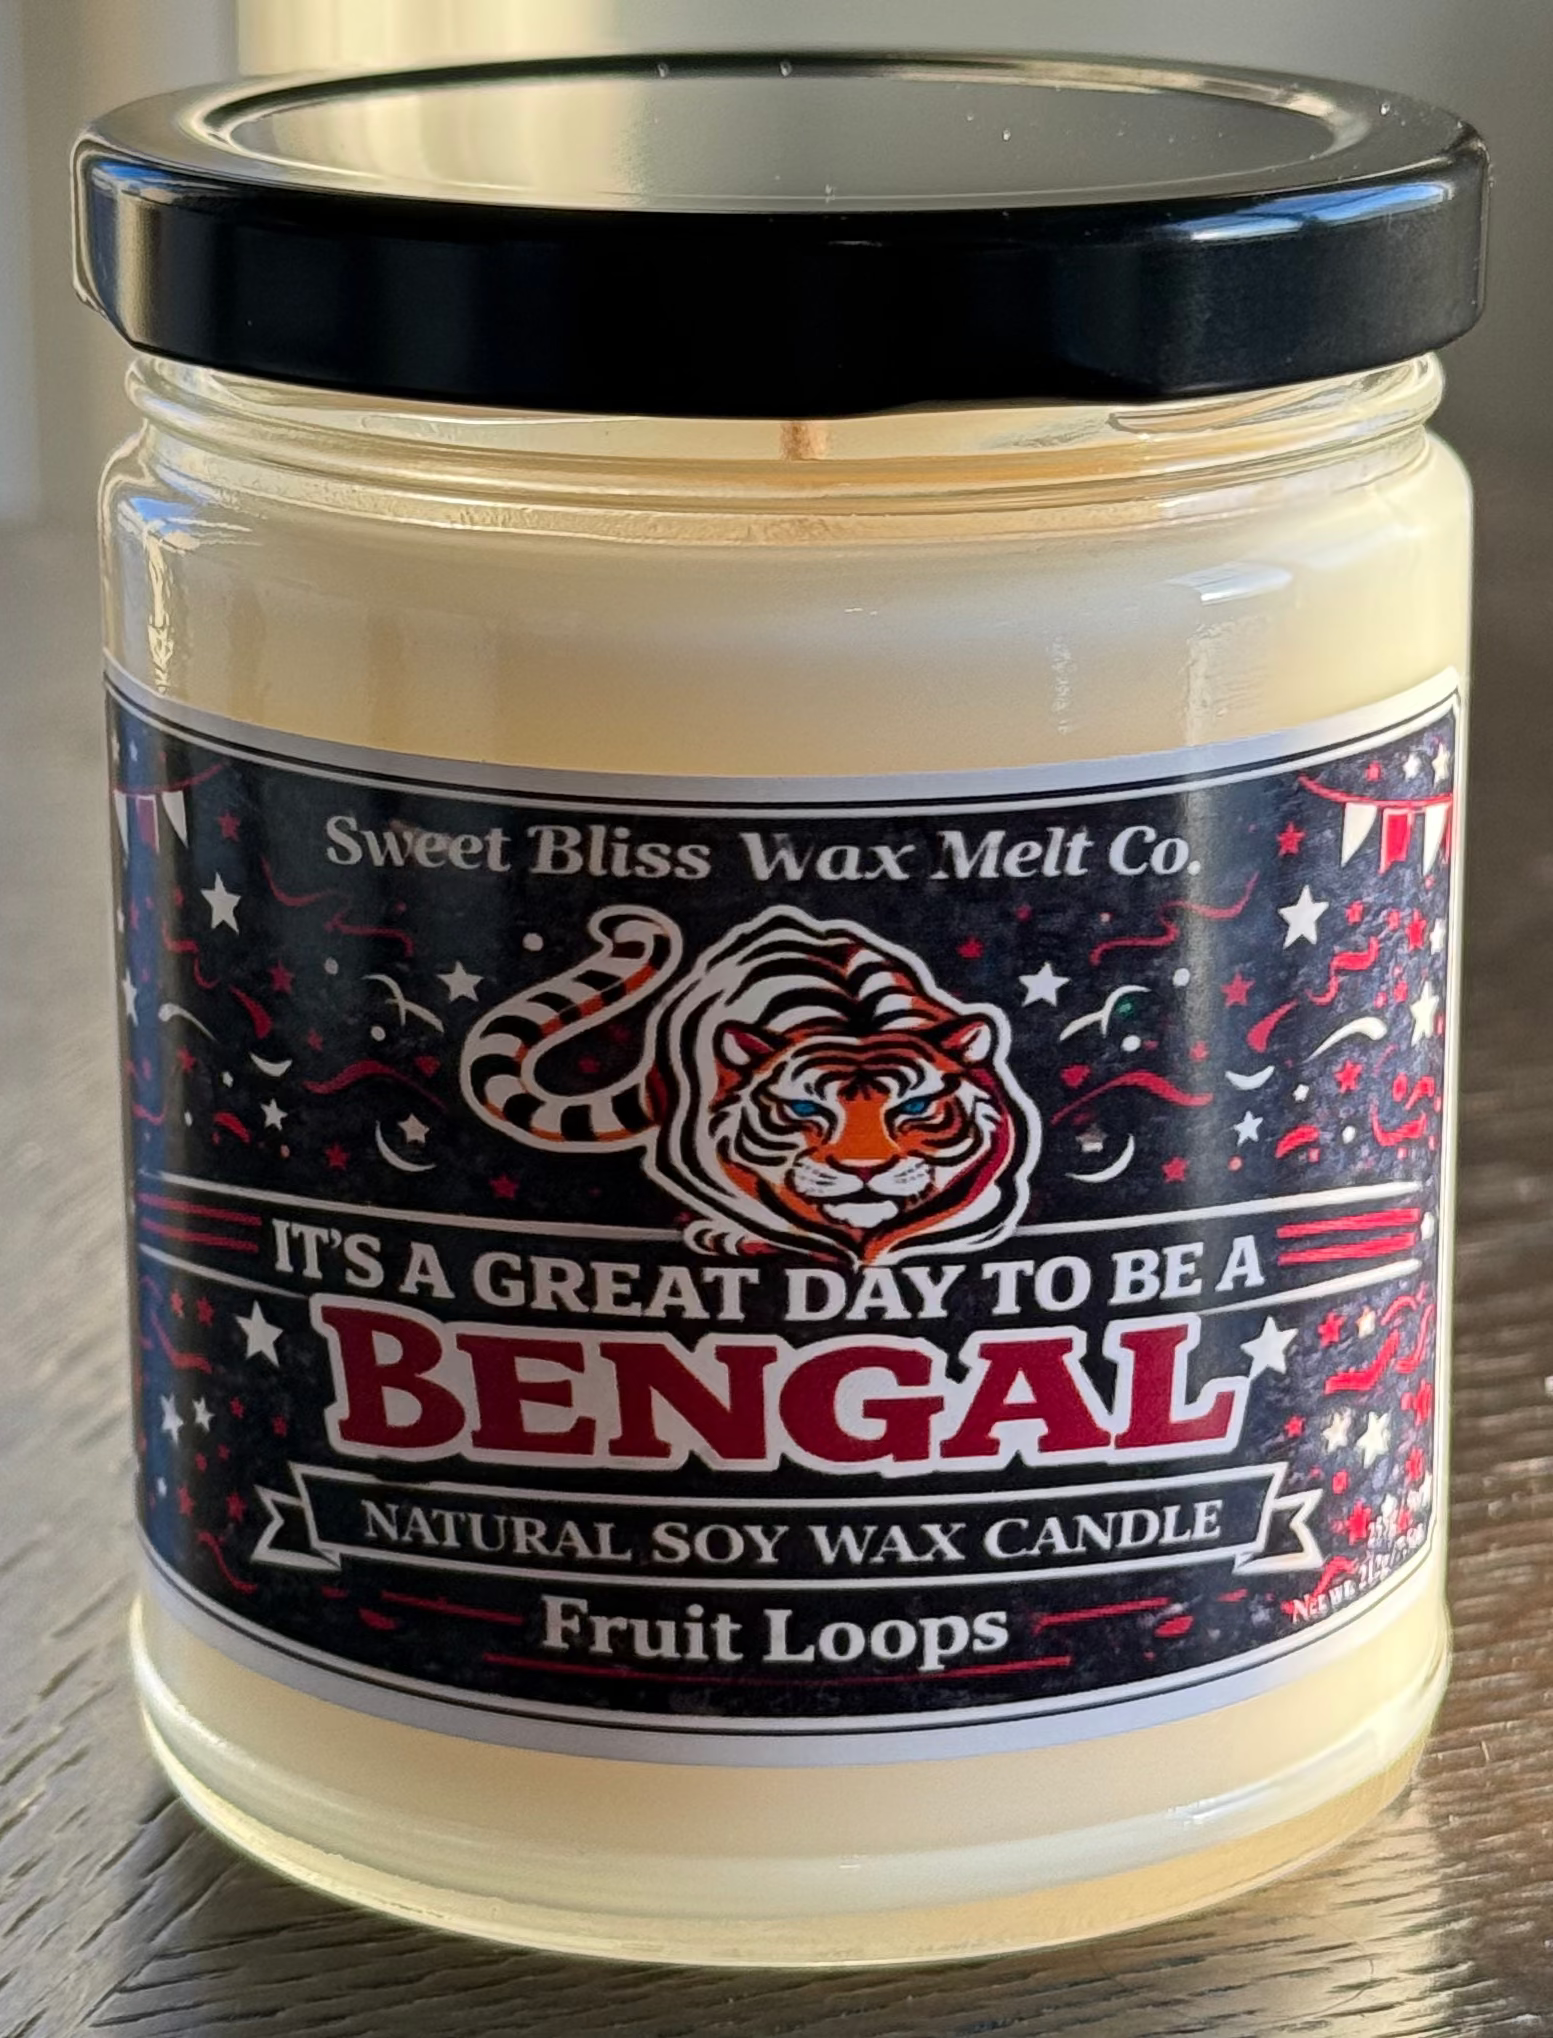 Sweet Bliss Wax Melt Co.
IT'S A GREAT DAY TO BE A
BENGAL
NATURAL SOY WAX CANDLE
Fruit Loops